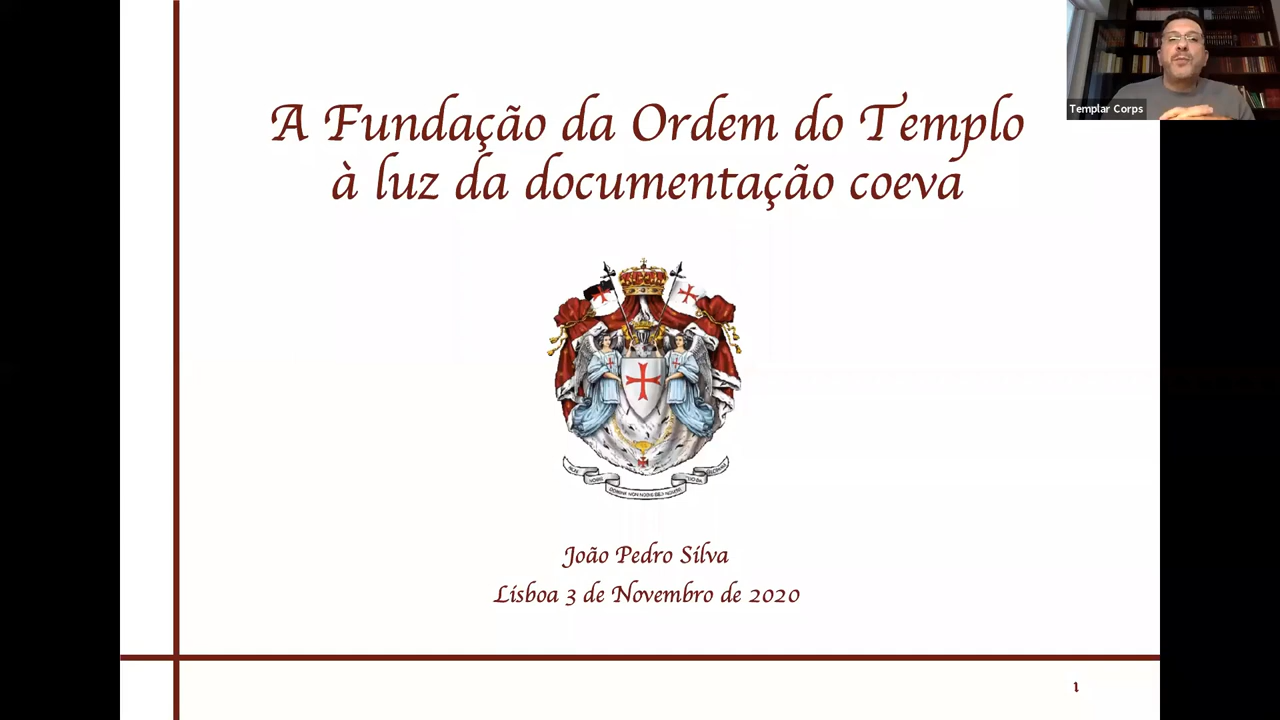 A Fundação da Ordem do Templo
à luz da documentação coeva
Templar Corps
João Pedro Silva
Lisboa 3 de Novembro de 2020
1